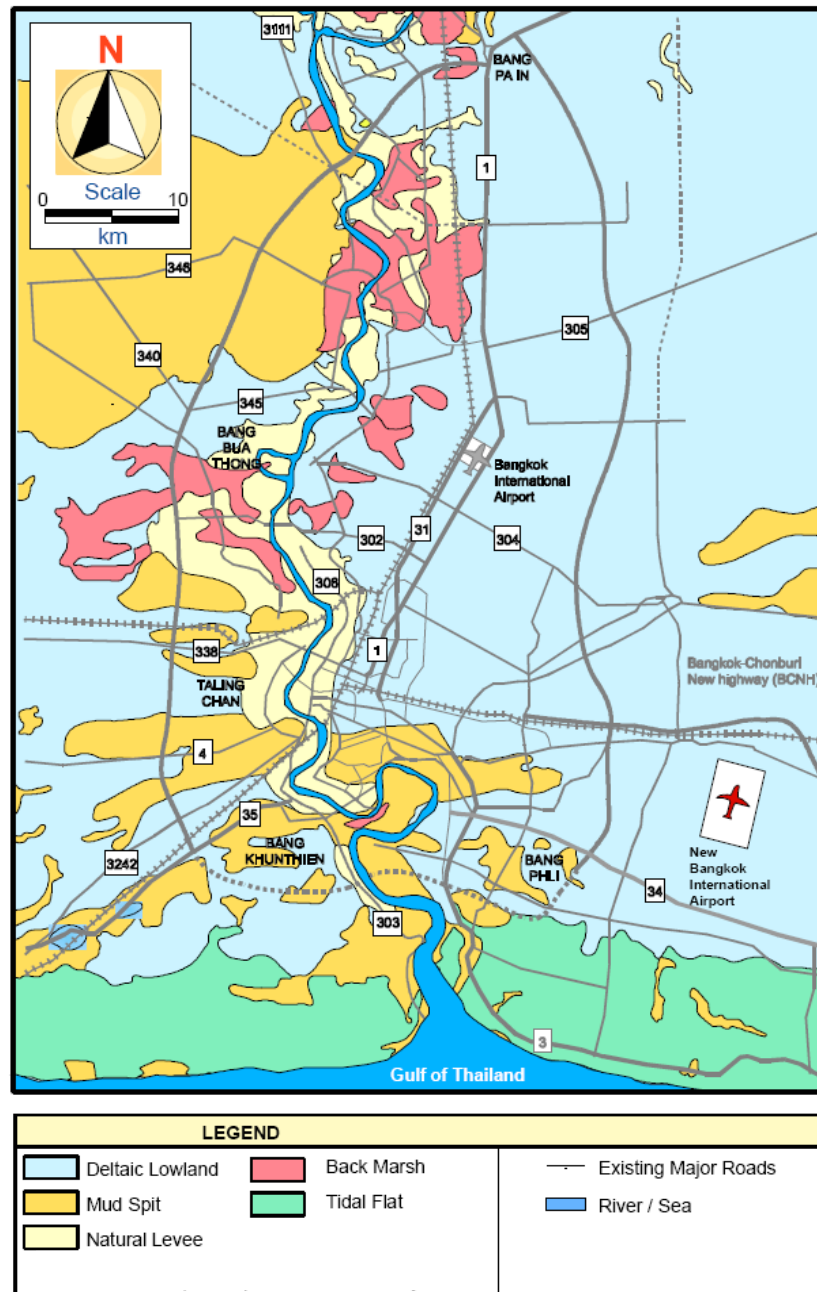 3111
N
Scale
0 10
km
BANG
PA IN
1
346
340
305
345
BANG
BUA
THONG
Bangkok
International
Airport
31
302
304
306
1
338
Bangkok-Chonburi
New highway (BCNH)
TALING
CHAN
4
35
BANG
KHUNTHIEN
3242
BANG
PHLI
New
Bangkok
International
Airport
34
303
3
Gulf of Thailand
LEGEND
Deltaic Lowland
Back Marsh
Existing Major Roads
Mud Spit
Tidal Flat
River / Sea
Natural Levee